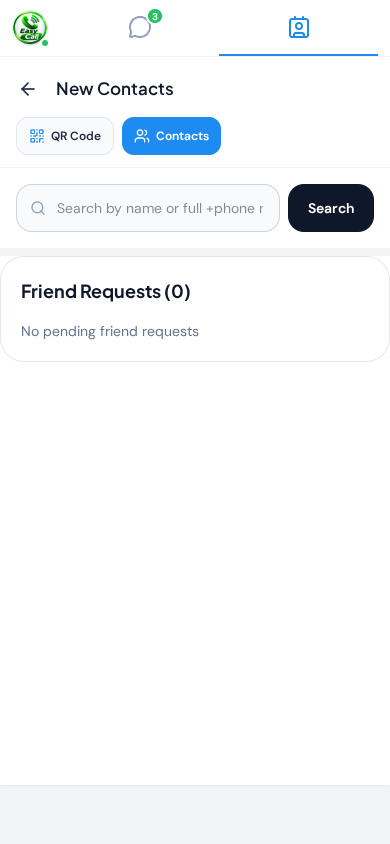 Easy
Call
3
New Contacts
QR Code
Contacts
Search by name or full +phone
Search
Friend Requests (0)
No pending friend requests